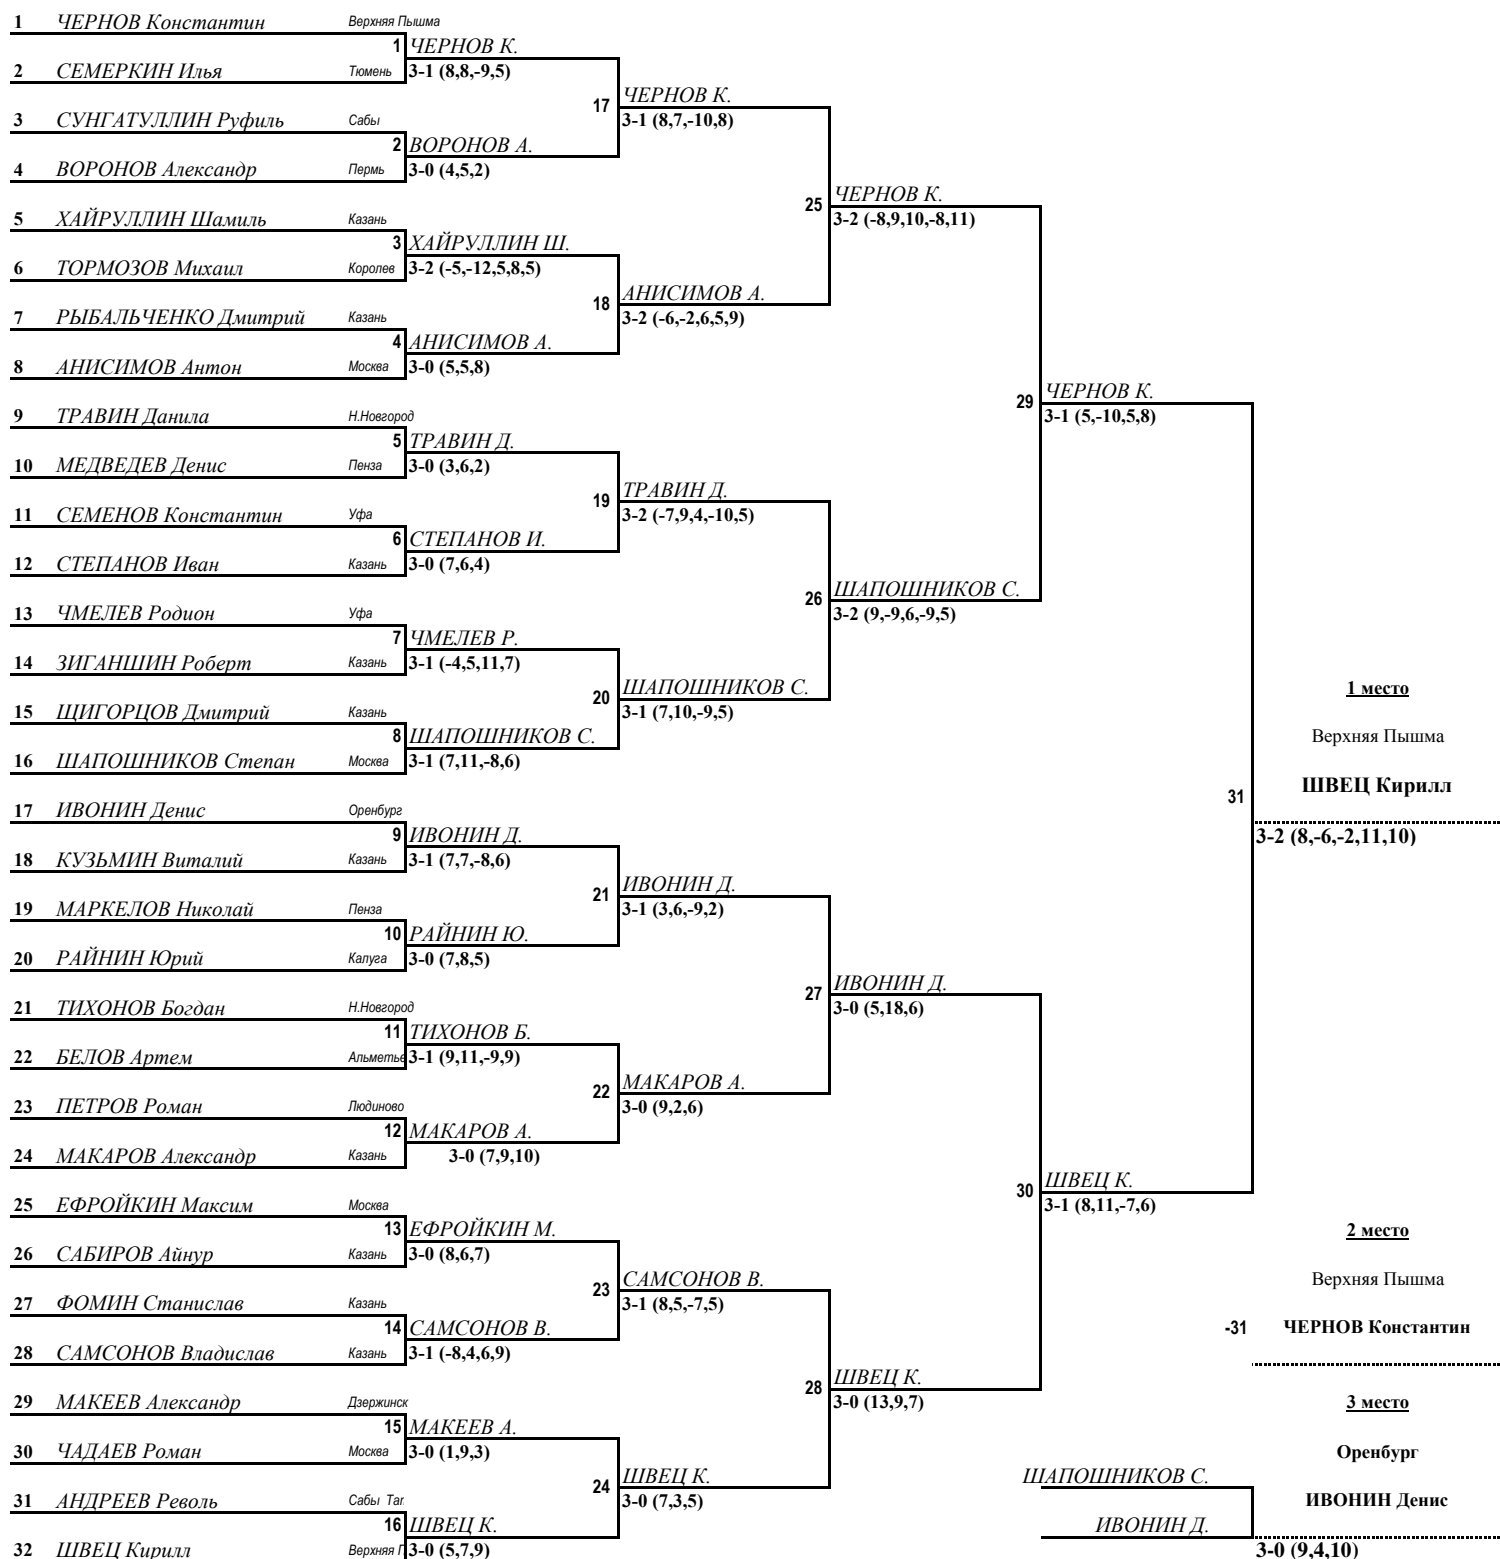 1 ЧЕРНОВ Константин Верхняя Пышма
1 ЧЕРНОВ К.
2 СЕМЕРКИН Илья Тюмень 3-1 (8,8,-9,5)
17 ЧЕРНОВ К.
3 СУНГАТУЛЛИН Руфиль Сабы 3-1 (8,7,-10,8)
2 ВОРОНОВ А.
4 ВОРОНОВ Александр Пермь 3-0 (4,5,2)
25 ЧЕРНОВ К.
5 ХАЙРУЛЛИН Шамиль Казань 3-2 (-8,9,10,-8,11)
3 ХАЙРУЛЛИН Ш.
6 ТОРМОЗОВ Михаил Королев 3-2 (-5,-12,5,8,5)
18 АНИСИМОВ А.
7 РЫБАЛЬЧЕНКО Дмитрий Казань 3-2 (-6,-2,6,5,9)
4 АНИСИМОВ А.
8 АНИСИМОВ Антон Москва 3-0 (5,5,8)
29 ЧЕРНОВ К.
9 ТРАВИН Данила Н.Новгород 3-1 (5,-10,5,8)
5 ТРАВИН Д.
10 МЕДВЕДЕВ Денис Пенза 3-0 (3,6,2)
19 ТРАВИН Д.
11 СЕМЕНОВ Константин Уфа 3-2 (-7,9,4,-10,5)
6 СТЕПАНОВ И.
12 СТЕПАНОВ Иван Казань 3-0 (7,6,4)
26 ШАПОШНИКОВ С.
13 ЧМЕЛЕВ Родион Уфа 3-2 (9,-9,6,-9,5)
7 ЧМЕЛЕВ Р.
14 ЗИГАНШИН Роберт Казань 3-1 (-4,5,11,7)
20 ШАПОШНИКОВ С. 1 место
15 ЩИГОРЦОВ Дмитрий Казань 3-1 (7,10,-9,5)
8 ШАПОШНИКОВ С. Верхняя Пышма
16 ШАПОШНИКОВ Степан Москва 3-1 (7,11,-8,6)
31 ШВЕЦ Кирилл
17 ИВОНИН Денис Оренбург
9 ИВОНИН Д. 3-2 (8,-6,-2,11,10)
18 КУЗЬМИН Виталий Казань 3-1 (7,7,-8,6)
21 ИВОНИН Д.
19 МАРКЕЛОВ Николай Пенза 3-1 (3,6,-9,2)
10 РАЙНИН Ю.
20 РАЙНИН Юрий Калуга 3-0 (7,8,5)
27 ИВОНИН Д.
21 ТИХОНОВ Богдан Н.Новгород 3-0 (5,18,6)
11 ТИХОНОВ Б.
22 БЕЛОВ Артем Альметье 3-1 (9,11,-9,9)
22 МАКАРОВ А.
23 ПЕТРОВ Роман Людиново 3-0 (9,2,6)
12 МАКАРОВ А.
24 МАКАРОВ Александр Казань 3-0 (7,9,10)
30 ШВЕЦ К.
25 ЕФРОЙКИН Максим Москва 3-1 (8,11,-7,6)
13 ЕФРОЙКИН М. 2 место
26 САБИРОВ Айнур Казань 3-0 (8,6,7)
23 САМСОНОВ В. Верхняя Пышма
27 ФОМИН Станислав Казань 3-1 (8,5,-7,5)
14 САМСОНОВ В. -31 ЧЕРНОВ Константин
28 САМСОНОВ Владислав Казань 3-1 (-8,4,6,9)
28 ШВЕЦ К.
29 МАКЕЕВ Александр Дзержинск 3-0 (13,9,7) 3 место
15 МАКЕЕВ А.
30 ЧАДАЕВ Роман Москва 3-0 (1,9,3) Оренбург
24 ШВЕЦ К. ШАПОШНИКОВ С.
31 АНДРЕЕВ Револь Сабы Тат 3-0 (7,3,5) ИВОНИН Денис
16 ШВЕЦ К. ИВОНИН Д.
32 ШВЕЦ Кирилл Верхняя П 3-0 (5,7,9) 3-0 (9,4,10)